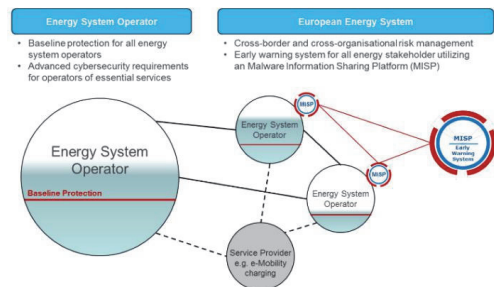 Energy System Operator
European Energy System
• Baseline protection for all energy
system operators
• Advanced cybersecurity requirements
for operators of essential services
• Cross-border and cross-organisational risk management
• Early warning system for all energy stakeholder utilizing
an Malware Information Sharing Platform (MISP)
MISP
Energy System
Operator
MISP
Early
Warning
System
Energy System
Operator
MISP
Baseline Protection
Energy System
Operator
Service Provider
e.g. e-Mobility
charging